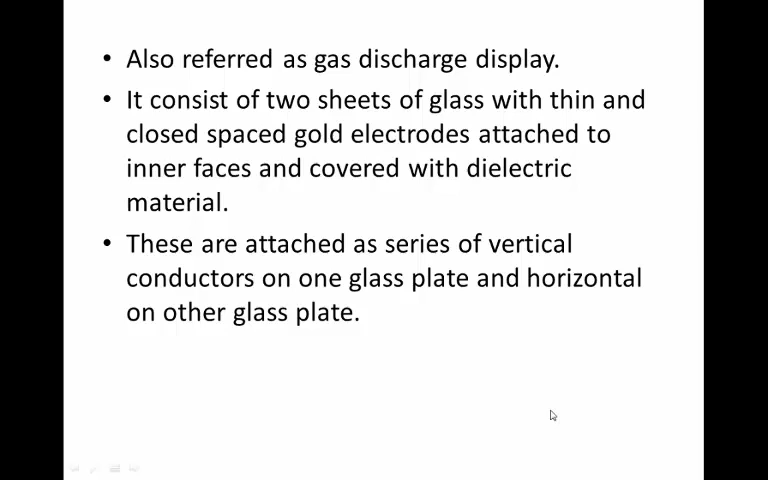 • Also referred as gas discharge display.
• It consist of two sheets of glass with thin and
closed spaced gold electrodes attached to
inner faces and covered with dielectric
material.
• These are attached as series of vertical
conductors on one glass plate and horizontal
on other glass plate.